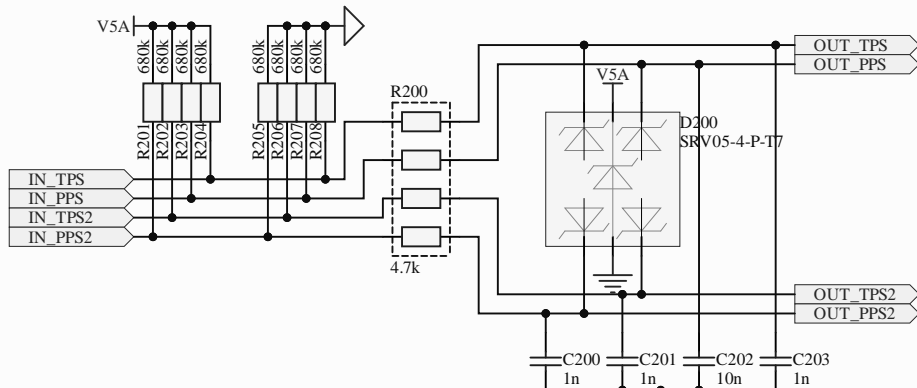 V5A
680k
680k
680k
680k
680k
680k
680k
680k
R201
R202
R203
R204
R205
R206
R207
R208
R200
4.7k
IN_TPS
IN_PPS
IN_TPS2
IN_PPS2
OUT_TPS
OUT_PPS
V5A
D200
SRV05-4-P-T7
OUT_TPS2
OUT_PPS2
C200
1n
C201
1n
C202
10n
C203
1n